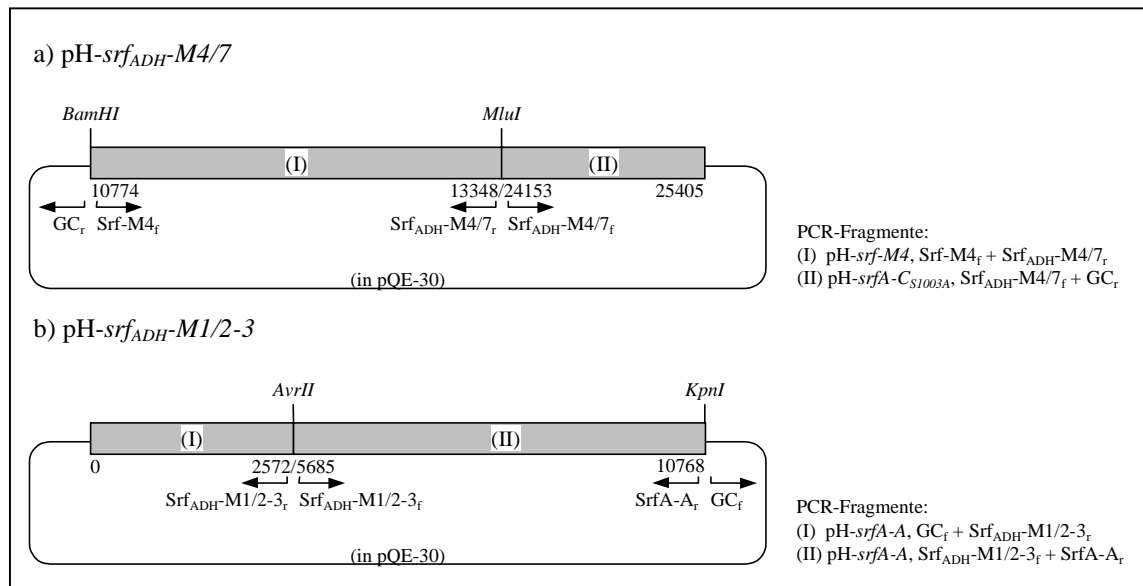 a) pH-srfADH-M4/7
BamHI MluI
(I) (II)
10774 13348/24153 25405
GCr Srf-M4f SrfADH-M4/7r SrfADH-M4/7f
(in pQE-30)
PCR-Fragmente:
(I) pH-srf-M4, Srf-M4f + SrfADH-M4/7r
(II) pH-srfA-CS1003A, SrfADH-M4/7f + GCr
b) pH-srfADH-M1/2-3
AvrII KpnI
(I) (II)
0 2572/5685 10768
SrfADH-M1/2-3r SrfADH-M1/2-3f SrfA-Ar GCf
(in pQE-30)
PCR-Fragmente:
(I) pH-srfA-A, GCf + SrfADH-M1/2-3r
(II) pH-srfA-A, SrfADH-M1/2-3f + SrfA-Ar